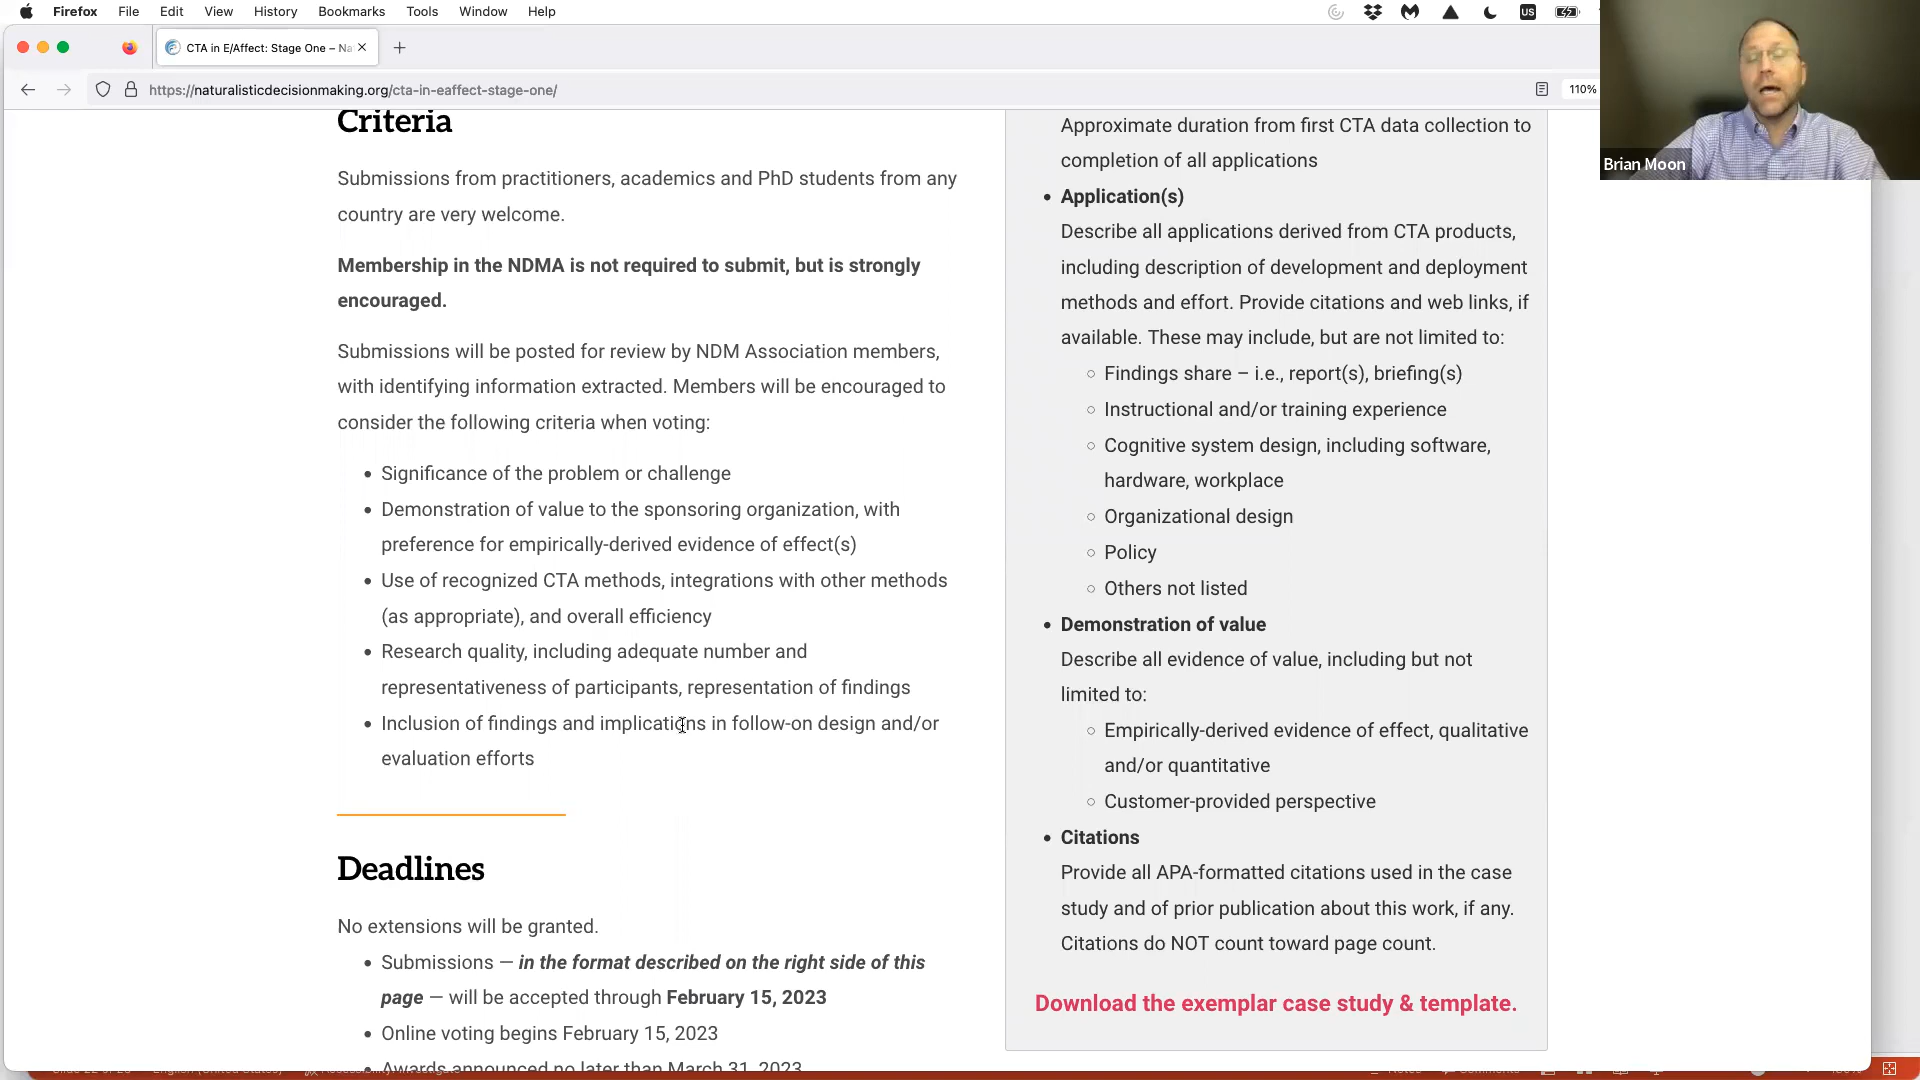 Firefox File Edit View History Bookmarks Tools Window Help US
CTA in E/Affect: Stage One – Na
https://naturalisticdecisionmaking.org/cta-in-eaffect-stage-one/ 110%
Brian Moon
Criteria
Submissions from practitioners, academics and PhD students from any
country are very welcome.
Membership in the NDMA is not required to submit, but is strongly
encouraged.
Submissions will be posted for review by NDM Association members,
with identifying information extracted. Members will be encouraged to
consider the following criteria when voting:
• Significance of the problem or challenge
• Demonstration of value to the sponsoring organization, with
preference for empirically-derived evidence of effect(s)
• Use of recognized CTA methods, integrations with other methods
(as appropriate), and overall efficiency
• Research quality, including adequate number and
representativeness of participants, representation of findings
• Inclusion of findings and implications in follow-on design and/or
evaluation efforts
Deadlines
No extensions will be granted.
• Submissions — in the format described on the right side of this
page — will be accepted through February 15, 2023
• Online voting begins February 15, 2023
• Awards announced no later than March 31, 2023
Approximate duration from first CTA data collection to
completion of all applications
• Application(s)
Describe all applications derived from CTA products,
including description of development and deployment
methods and effort. Provide citations and web links, if
available. These may include, but are not limited to:
○ Findings share – i.e., report(s), briefing(s)
○ Instructional and/or training experience
○ Cognitive system design, including software,
hardware, workplace
○ Organizational design
○ Policy
○ Others not listed
• Demonstration of value
Describe all evidence of value, including but not
limited to:
○ Empirically-derived evidence of effect, qualitative
and/or quantitative
○ Customer-provided perspective
• Citations
Provide all APA-formatted citations used in the case
study and of prior publication about this work, if any.
Citations do NOT count toward page count.
Download the exemplar case study & template.